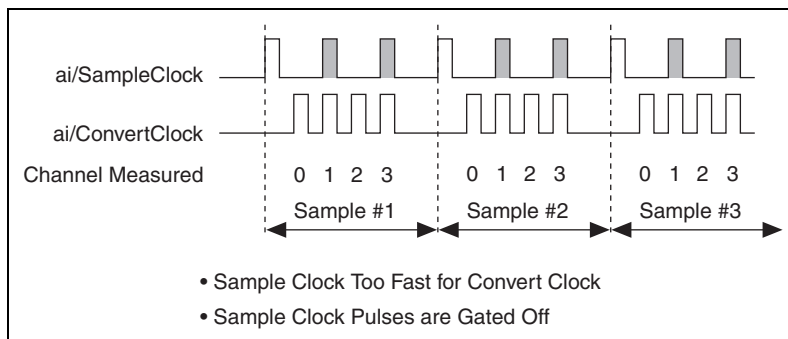 ai/SampleClock
ai/ConvertClock
Channel Measured
0 1 2 3 0 1 2 3 0 1 2 3
Sample #1 Sample #2 Sample #3
• Sample Clock Too Fast for Convert Clock
• Sample Clock Pulses are Gated Off